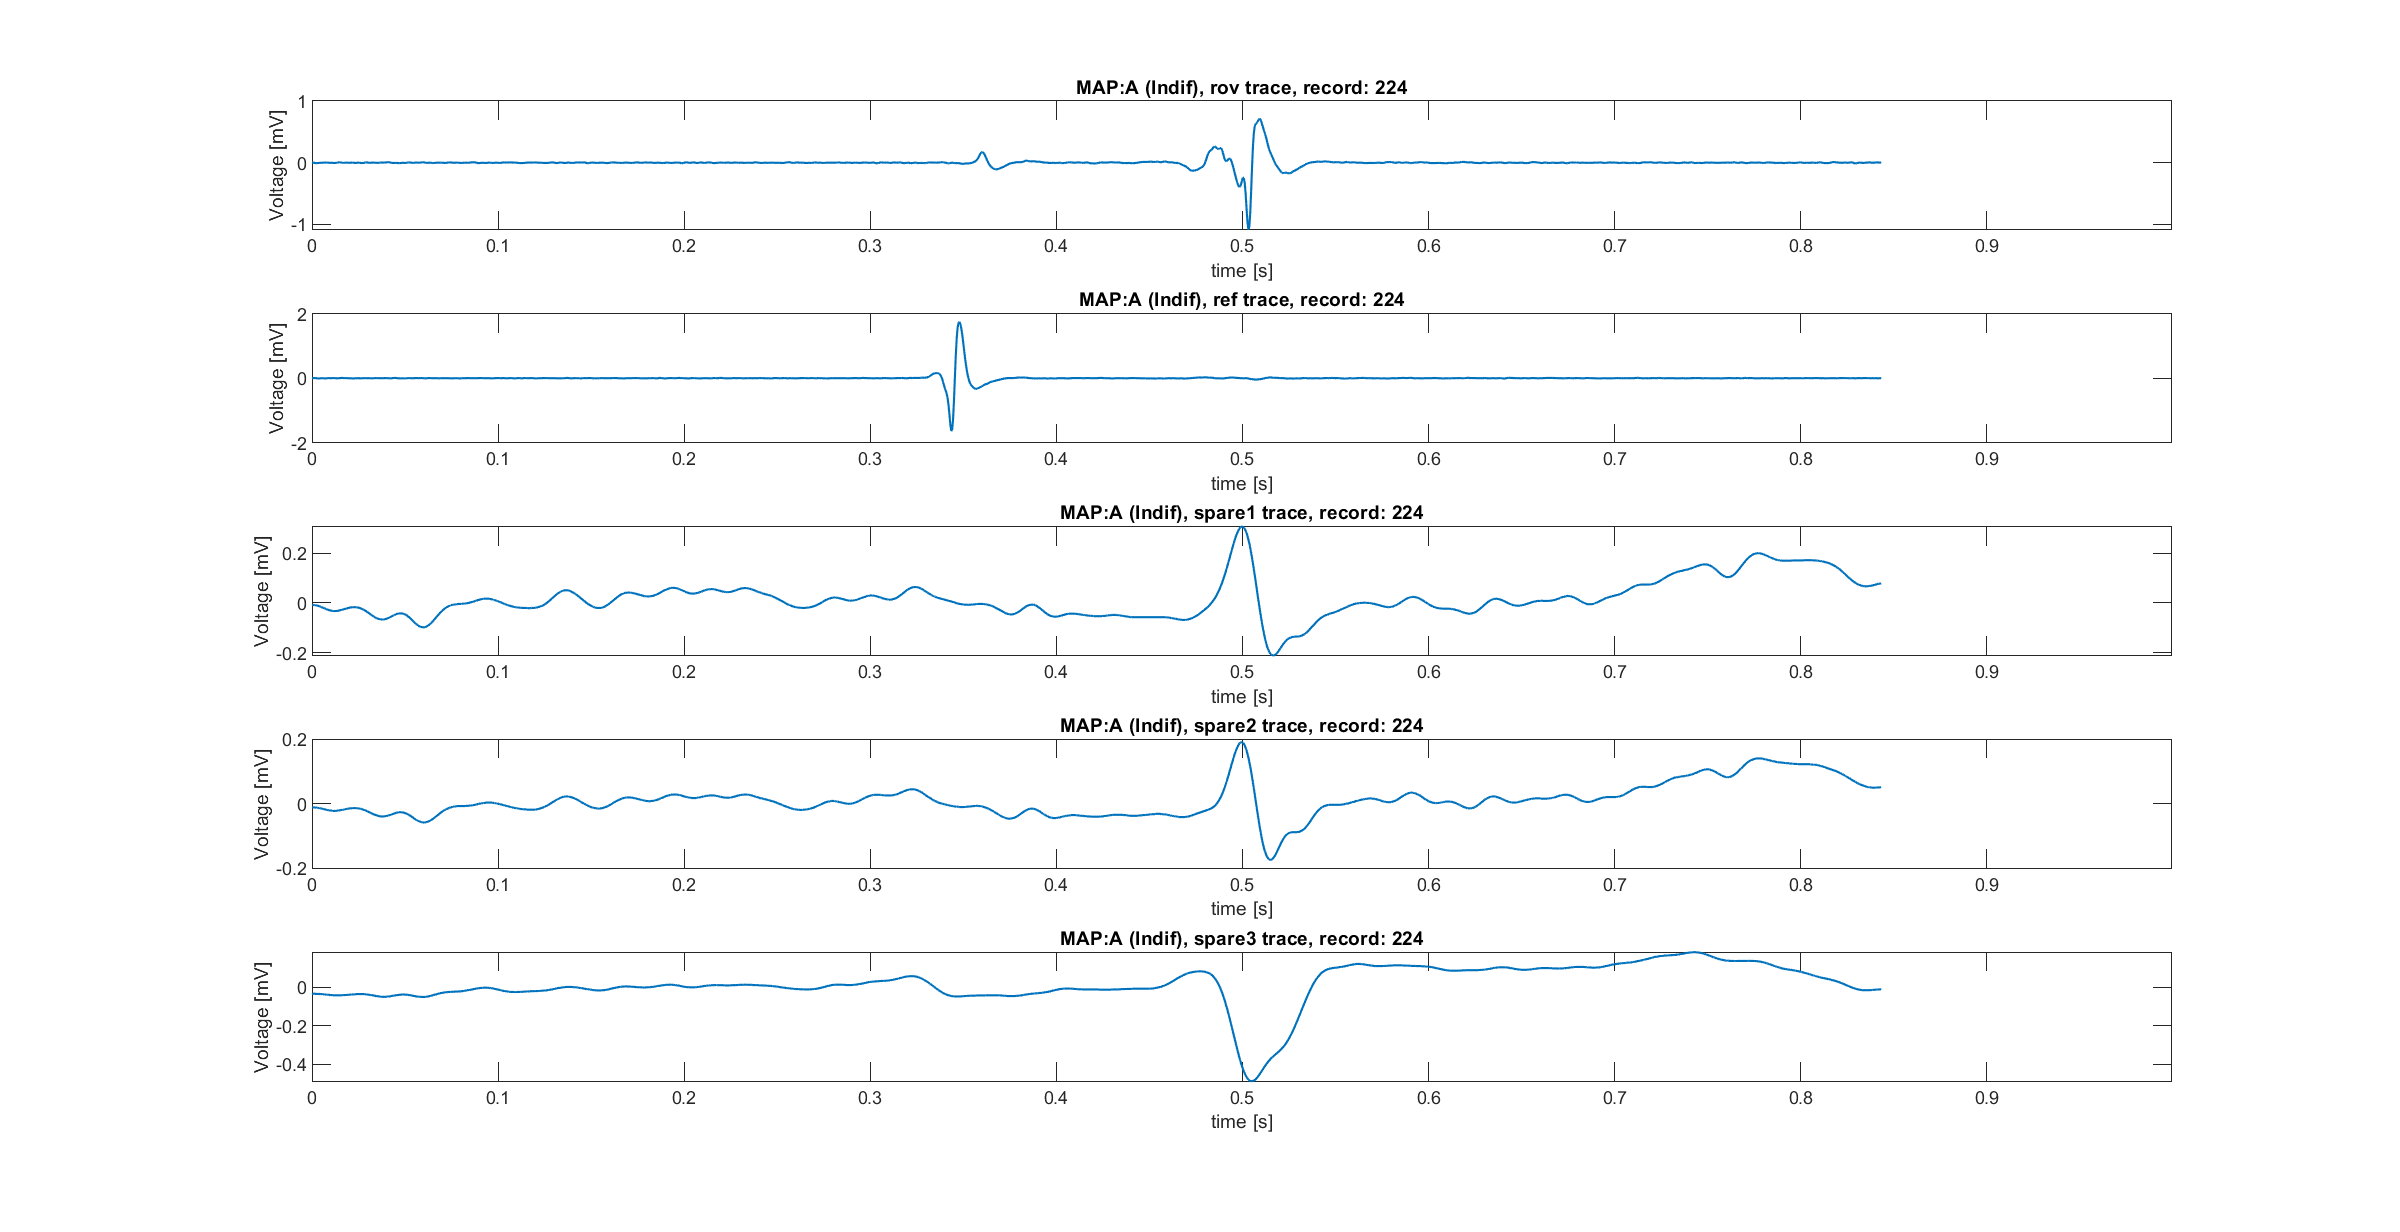 MAP:A (Indif), rov trace, record: 224
Voltage [mV]
1
0
-1
0 0.1 0.2 0.3 0.4 0.5 0.6 0.7 0.8 0.9
time [s]
MAP:A (Indif), ref trace, record: 224
Voltage [mV]
2
0
-2
0 0.1 0.2 0.3 0.4 0.5 0.6 0.7 0.8 0.9
time [s]
MAP:A (Indif), spare1 trace, record: 224
Voltage [mV]
0.2
0
-0.2
0 0.1 0.2 0.3 0.4 0.5 0.6 0.7 0.8 0.9
time [s]
MAP:A (Indif), spare2 trace, record: 224
Voltage [mV]
0.2
0
-0.2
0 0.1 0.2 0.3 0.4 0.5 0.6 0.7 0.8 0.9
time [s]
MAP:A (Indif), spare3 trace, record: 224
Voltage [mV]
0
-0.2
-0.4
0 0.1 0.2 0.3 0.4 0.5 0.6 0.7 0.8 0.9
time [s]